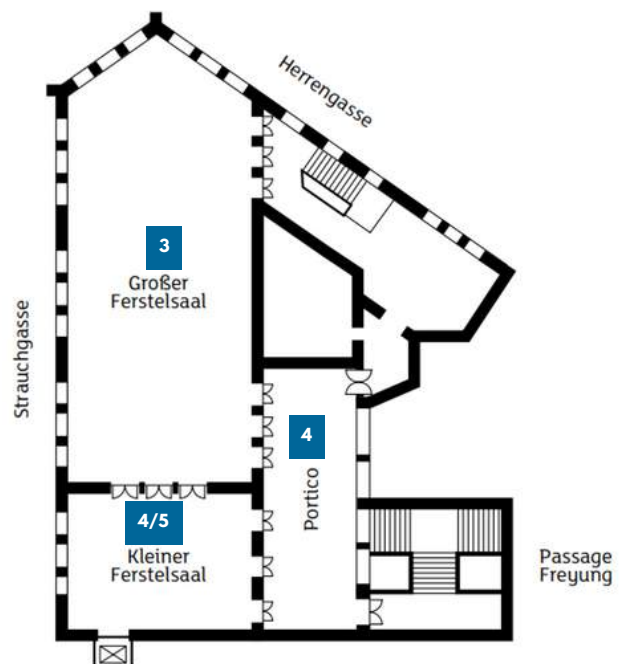 Herrengasse
3
Großer
Ferstelsaal
Strauchgasse
4
Portico
4/5
Kleiner
Ferstelsaal
Passage
Freyung